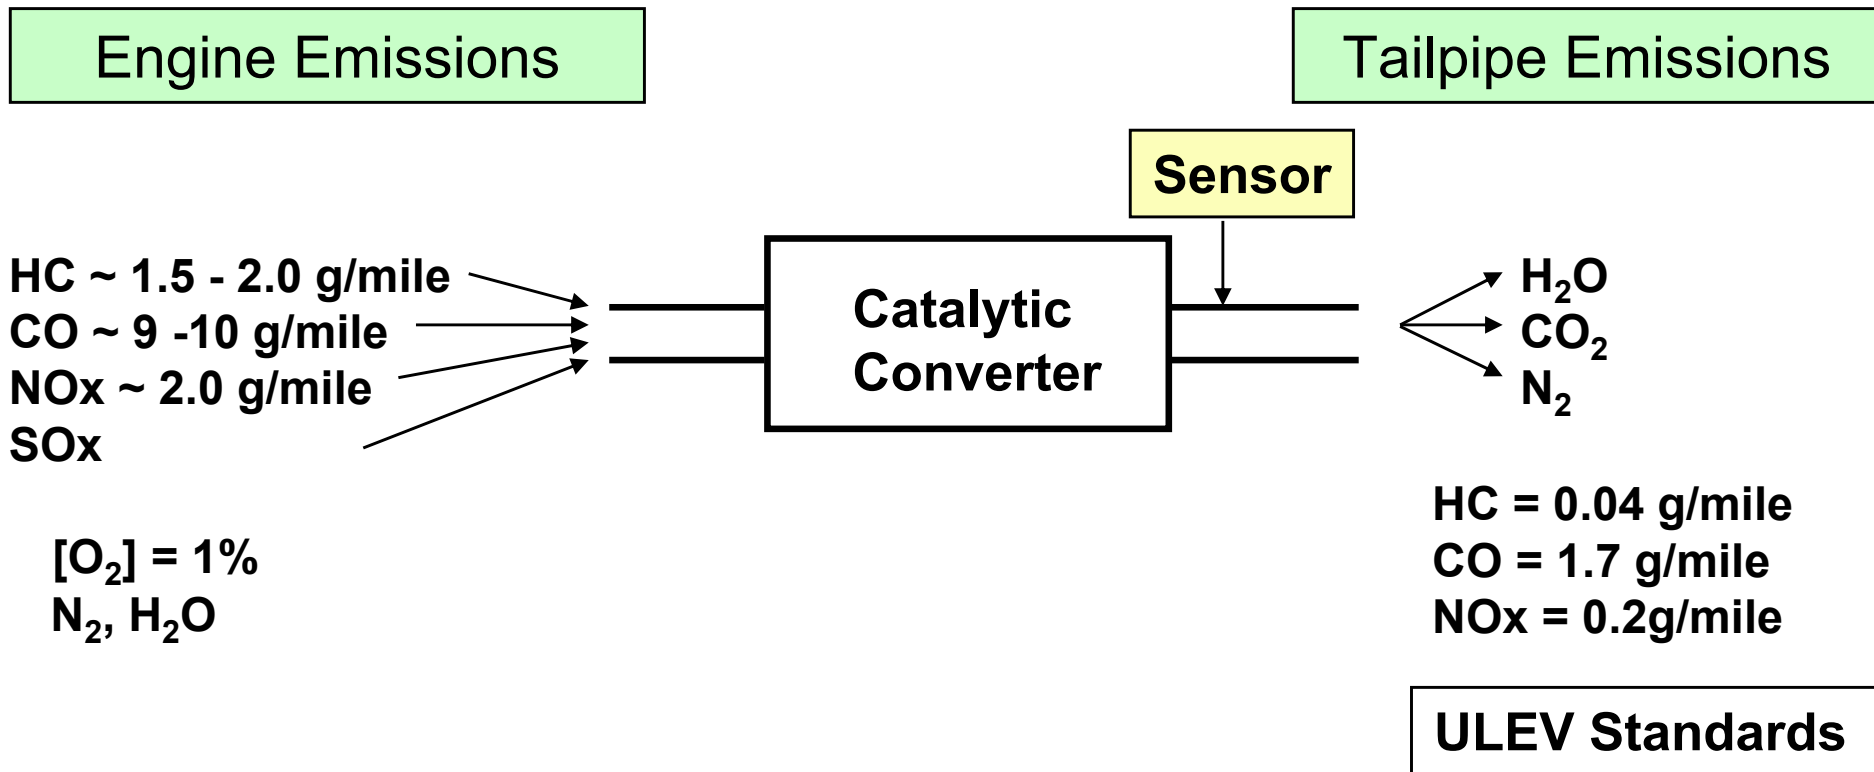 Engine Emissions
Tailpipe Emissions
Sensor
HC ~ 1.5 - 2.0 g/mile
CO ~ 9 -10 g/mile
NOx ~ 2.0 g/mile
SOx
[O₂] = 1%
N₂, H₂O
Catalytic
Converter
H₂O
CO₂
N₂
HC = 0.04 g/mile
CO = 1.7 g/mile
NOx = 0.2g/mile
ULEV Standards